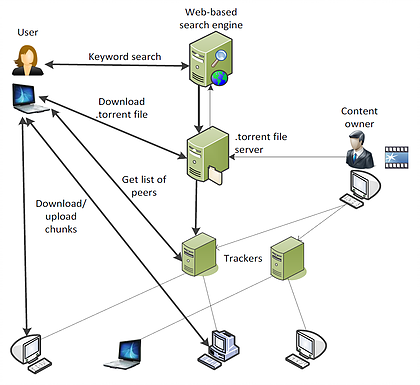 Web-based
search engine
User
Keyword search
Download
.torrent file
Content
owner
.torrent file
server
Get list of
peers
Download/
upload
chunks
Trackers